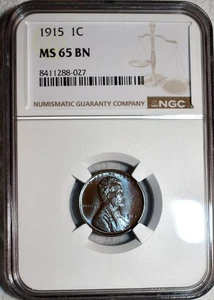 1915 1C
MS 65 BN
8411288-027
NUMISMATIC GUARANTY COMPANY
NGC